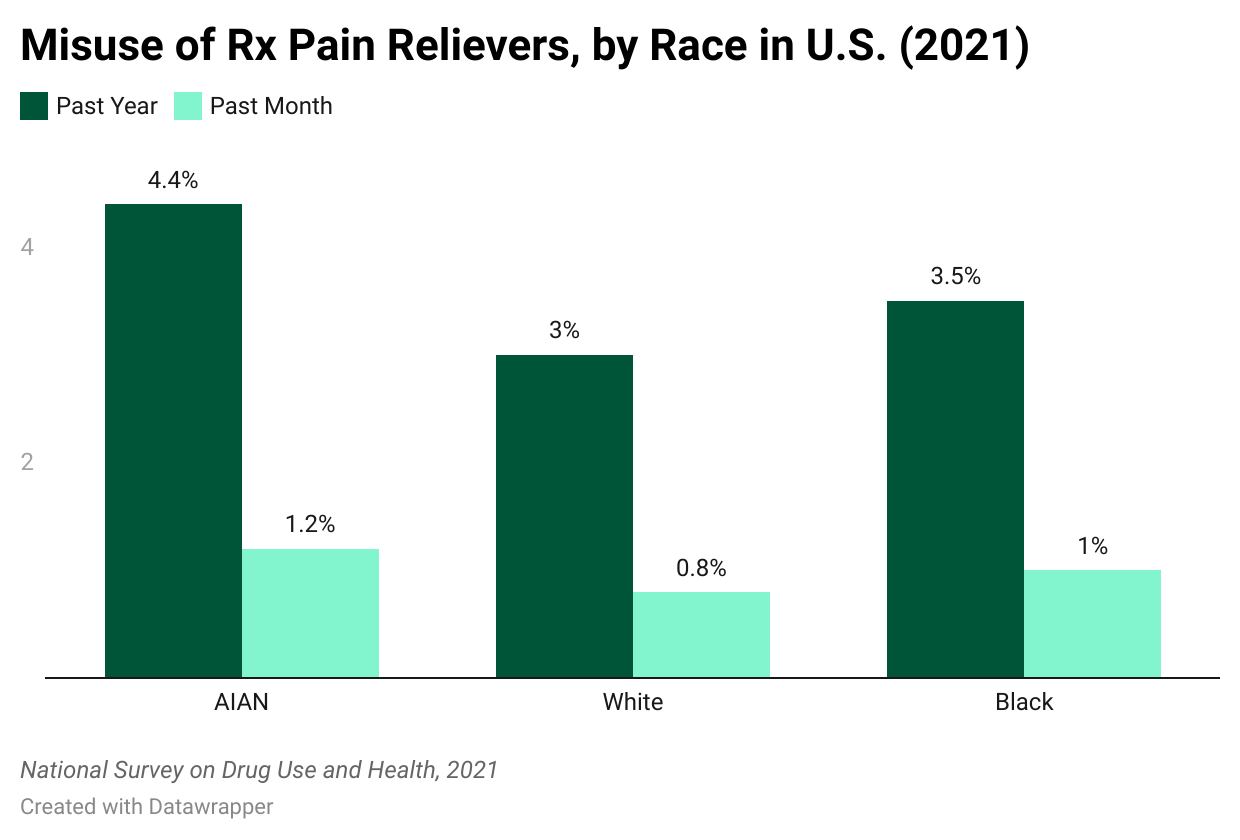 Misuse of Rx Pain Relievers, by Race in U.S. (2021)
Past Year Past Month
4.4%
4
3.5%
3%
2
1.2%
1%
0.8%
AIAN White Black
National Survey on Drug Use and Health, 2021
Created with Datawrapper